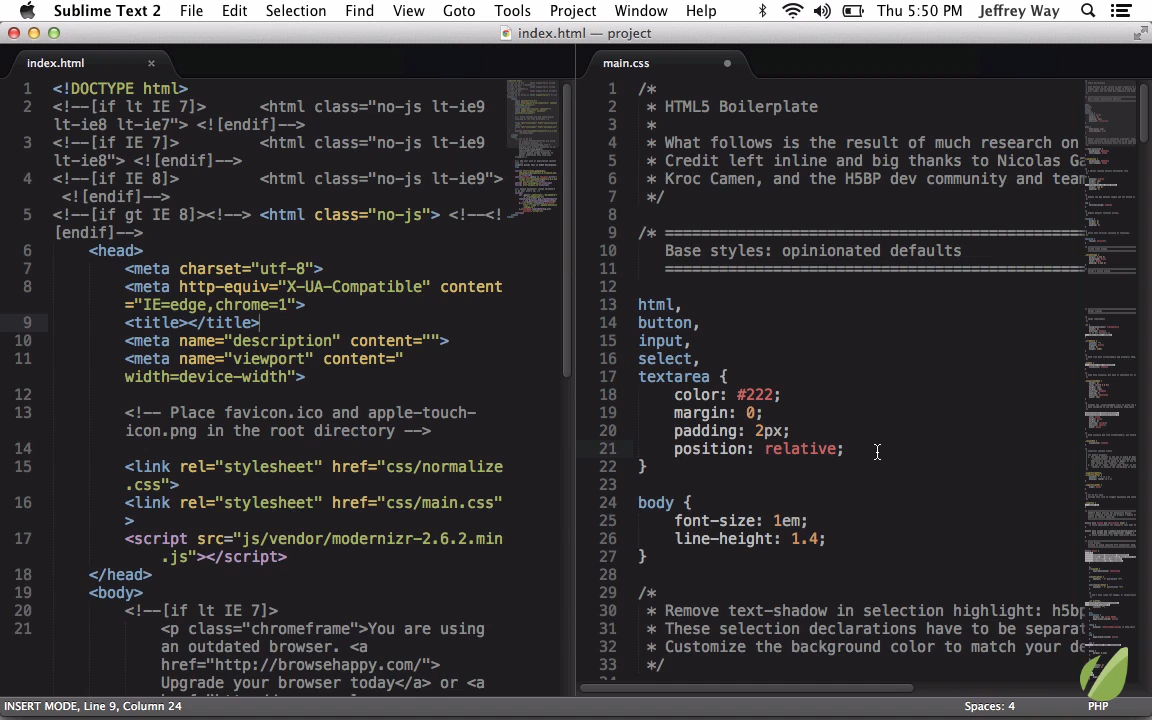 Sublime Text 2 File Edit Selection Find View Goto Tools Project Window Help Thu 5:50 PM Jeffrey Way
index.html — project
index.html
1 <!DOCTYPE html>
2 <!--[if lt IE 7]> <html class="no-js lt-ie9
lt-ie8 lt-ie7"> <![endif]-->
3 <!--[if IE 7]> <html class="no-js lt-ie9
lt-ie8"> <![endif]-->
4 <!--[if IE 8]> <html class="no-js lt-ie9">
<![endif]-->
5 <!--[if gt IE 8]><!--> <html class="no-js"> <!--<!
[endif]-->
6 <head>
7 <meta charset="utf-8">
8 <meta http-equiv="X-UA-Compatible" content
="IE=edge,chrome=1">
9 <title></title>
10 <meta name="description" content="">
11 <meta name="viewport" content="
width=device-width">
12
13 <!-- Place favicon.ico and apple-touch-
icon.png in the root directory -->
14
15 <link rel="stylesheet" href="css/normalize
.css">
16 <link rel="stylesheet" href="css/main.css"
>
17 <script src="js/vendor/modernizr-2.6.2.min
.js"></script>
18 </head>
19 <body>
20 <!--[if lt IE 7]>
21 <p class="chromeframe">You are using
an outdated browser. <a
href="http://browsehappy.com/">
Upgrade your browser today</a> or <a
main.css
1 /*
2 * HTML5 Boilerplate
3 *
4 * What follows is the result of much research on
5 * Credit left inline and big thanks to Nicolas Ga
6 * Kroc Camen, and the H5BP dev community and team
7 */
8
9 /* ===============================================
10 Base styles: opinionated defaults
11 ===============================================
12
13 html,
14 button,
15 input,
16 select,
17 textarea {
18 color: #222;
19 margin: 0;
20 padding: 2px;
21 position: relative;
22 }
23
24 body {
25 font-size: 1em;
26 line-height: 1.4;
27 }
28
29 /*
30 * Remove text-shadow in selection highlight: h5bp
31 * These selection declarations have to be separat
32 * Customize the background color to match your de
33 */
INSERT MODE, Line 9, Column 24 Spaces: 4 PHP